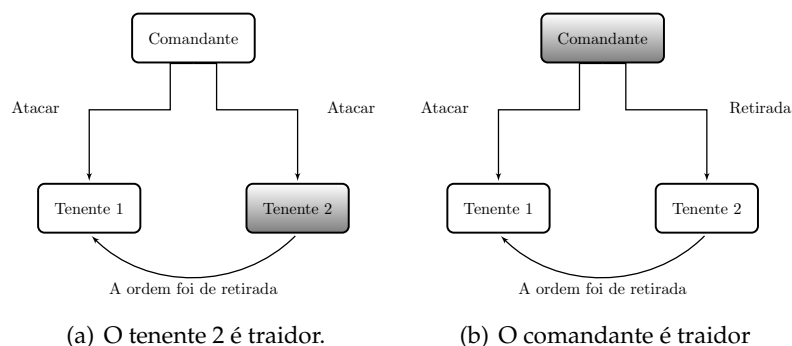 Comandante
Atacar
Atacar
Tenente 1
Tenente 2
A ordem foi de retirada
(a) O tenente 2 é traidor.
Comandante
Atacar
Retirada
Tenente 1
Tenente 2
A ordem foi de retirada
(b) O comandante é traidor